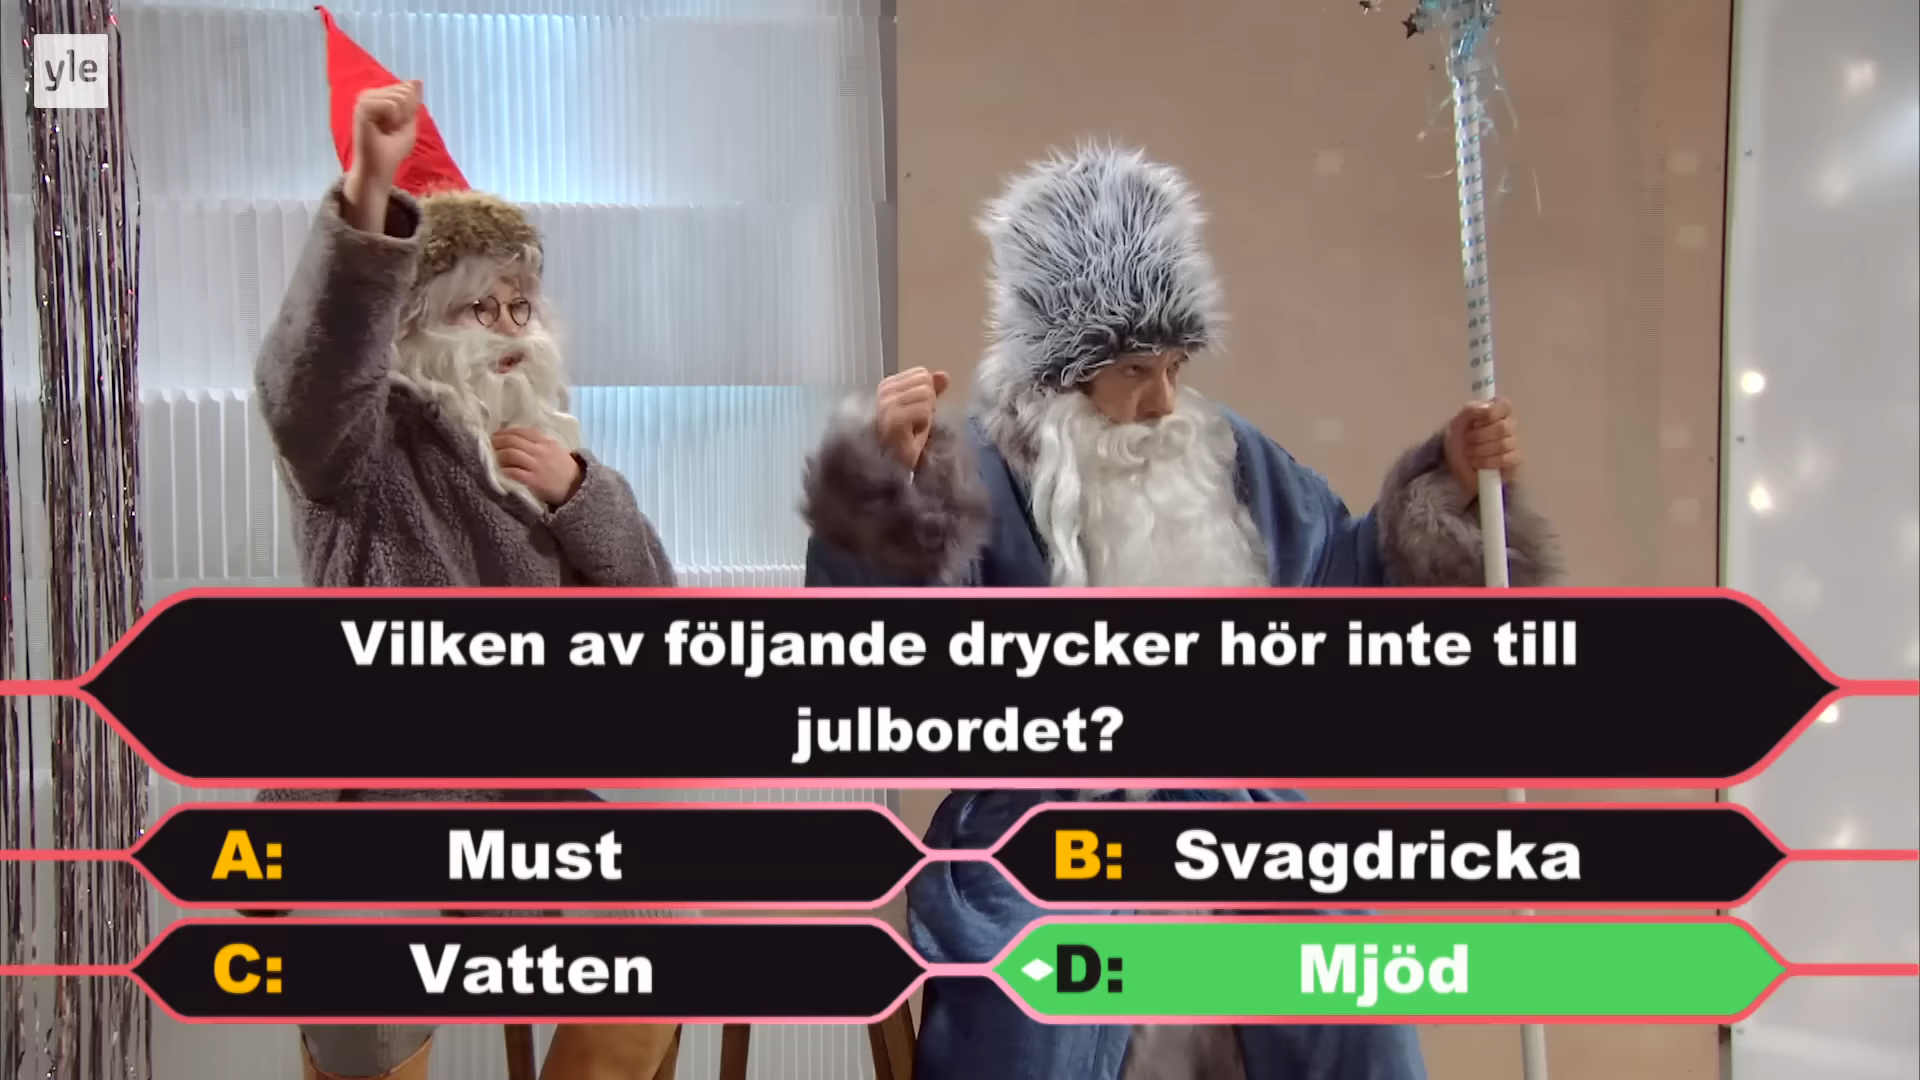 yle
Vilken av följande drycker hör inte till
julbordet?
A: Must
B: Svagdricka
C: Vatten
D: Mjöd